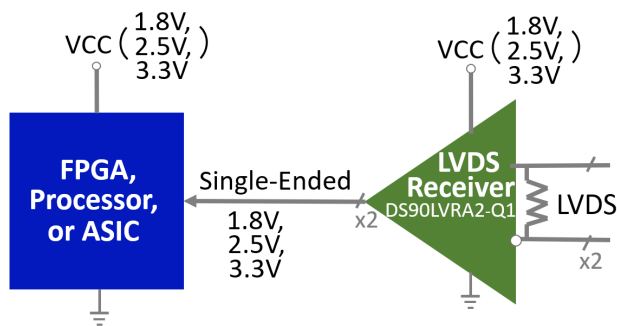 VCC (1.8V, 2.5V, 3.3V)
VCC (1.8V, 2.5V, 3.3V)
FPGA,
Processor,
or ASIC
Single-Ended
1.8V,
2.5V,
3.3V
x2
LVDS
Receiver
DS90LVRA2-Q1
LVDS
x2